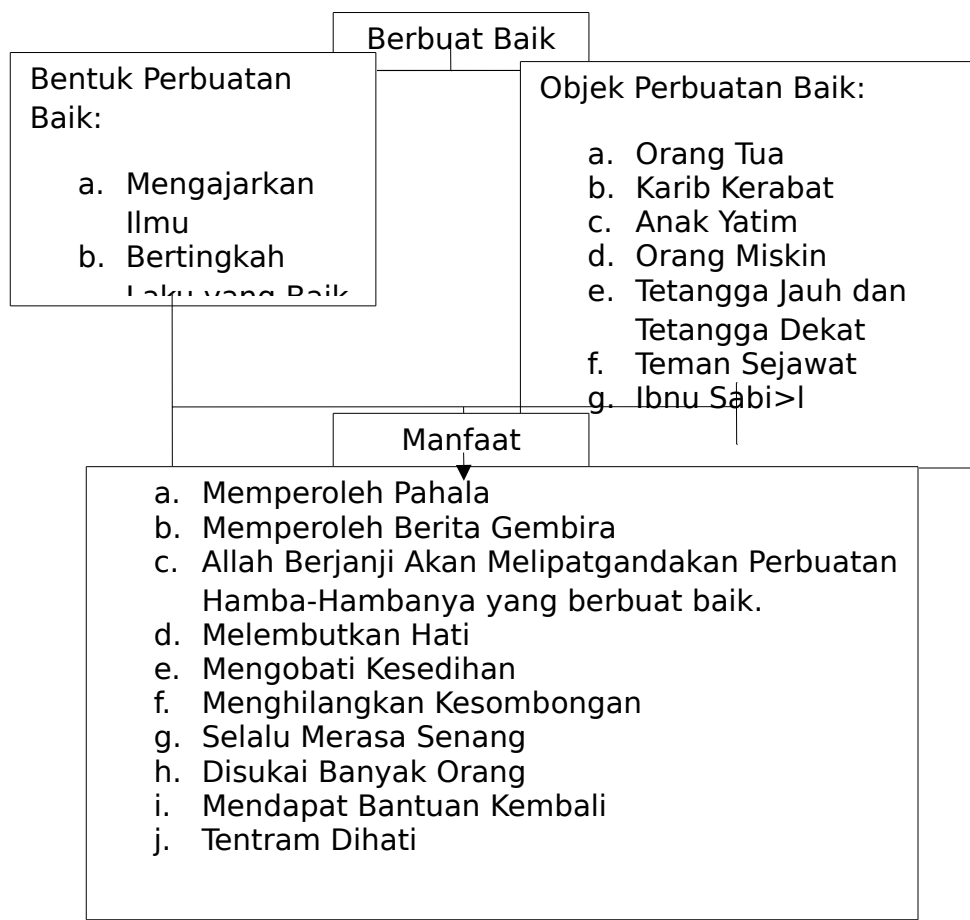 Berbuat Baik
Bentuk Perbuatan
Baik:
a. Mengajarkan
Ilmu
b. Bertingkah
Laku yang Baik
Objek Perbuatan Baik:
a. Orang Tua
b. Karib Kerabat
c. Anak Yatim
d. Orang Miskin
e. Tetangga Jauh dan
Tetangga Dekat
f. Teman Sejawat
g. Ibnu Sabi>l
Manfaat
a. Memperoleh Pahala
b. Memperoleh Berita Gembira
c. Allah Berjanji Akan Melipatgandakan Perbuatan
Hamba-Hambanya yang berbuat baik.
d. Melembutkan Hati
e. Mengobati Kesedihan
f. Menghilangkan Kesombongan
g. Selalu Merasa Senang
h. Disukai Banyak Orang
i. Mendapat Bantuan Kembali
j. Tentram Dihati